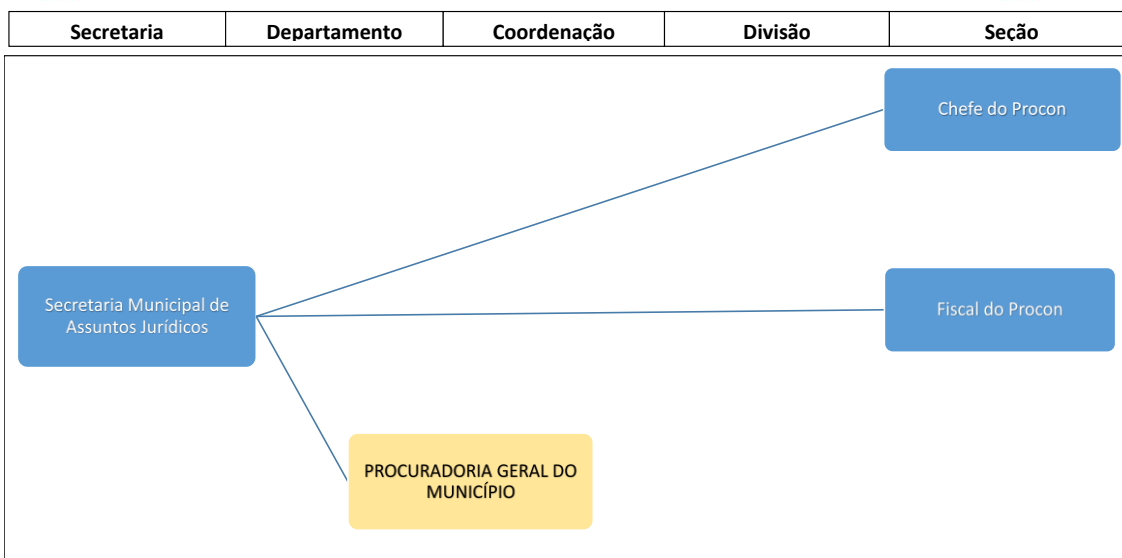 Secretaria Departamento Coordenação Divisão Seção
Chefe do Procon
Secretaria Municipal de
Assuntos Jurídicos
Fiscal do Procon
PROCURADORIA GERAL DO
MUNICÍPIO